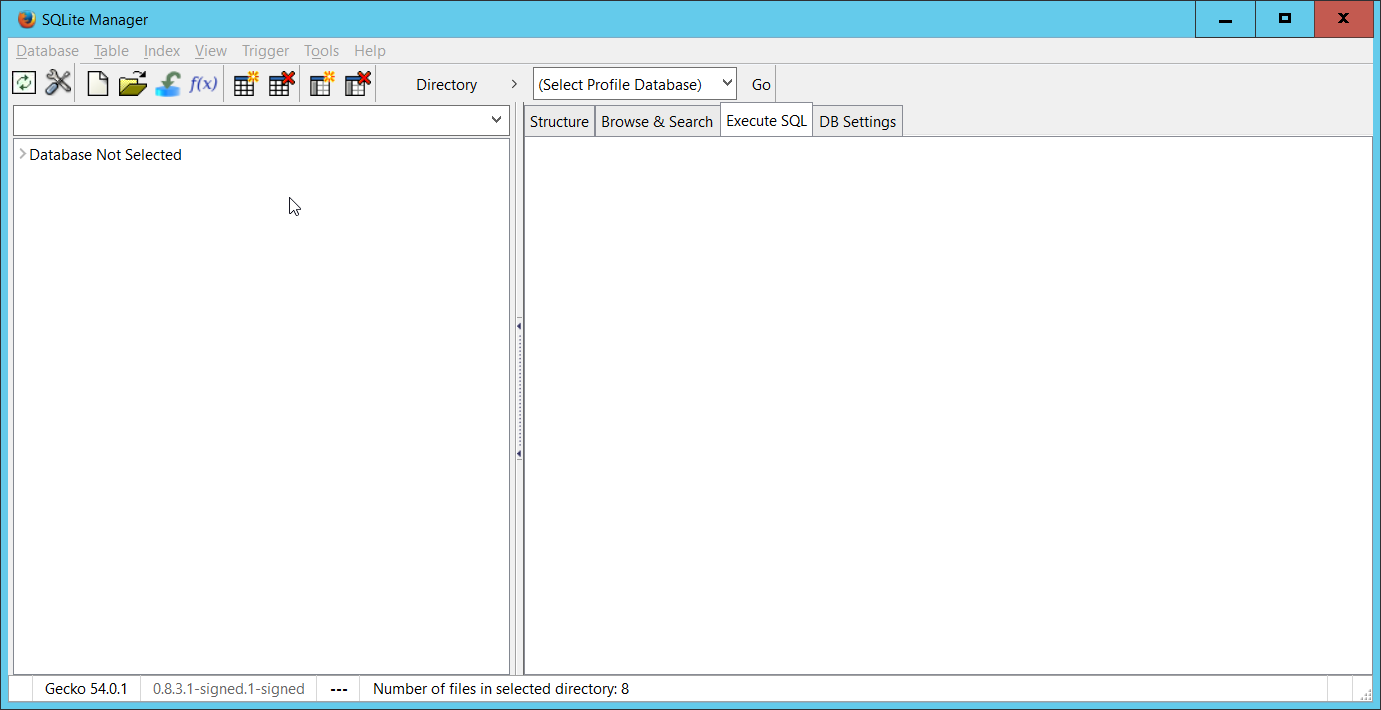 SQLite Manager
Database Table Index View Trigger Tools Help
f(x) Directory (Select Profile Database) Go
Structure Browse & Search Execute SQL DB Settings
Database Not Selected
Gecko 54.0.1 0.8.3.1-signed.1-signed --- Number of files in selected directory: 8